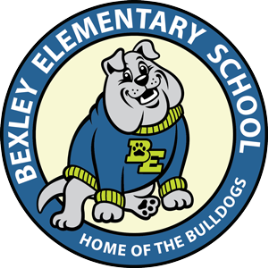 BEXLEY ELEMENTARY SCHOOL
BE
HOME OF THE BULLDOGS